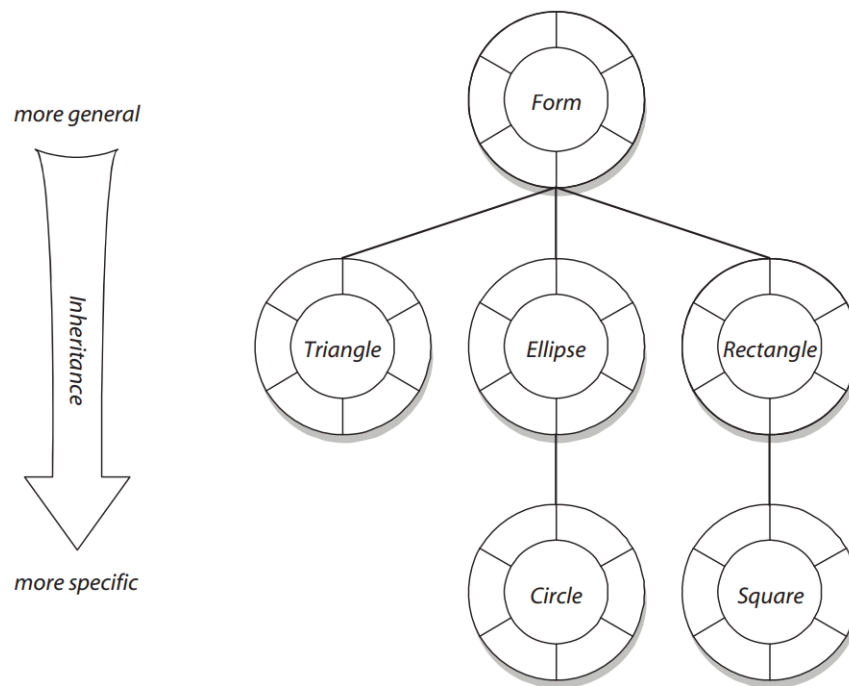 Form
more general
Inheritance
Triangle
Ellipse
Rectangle
more specific
Circle
Square